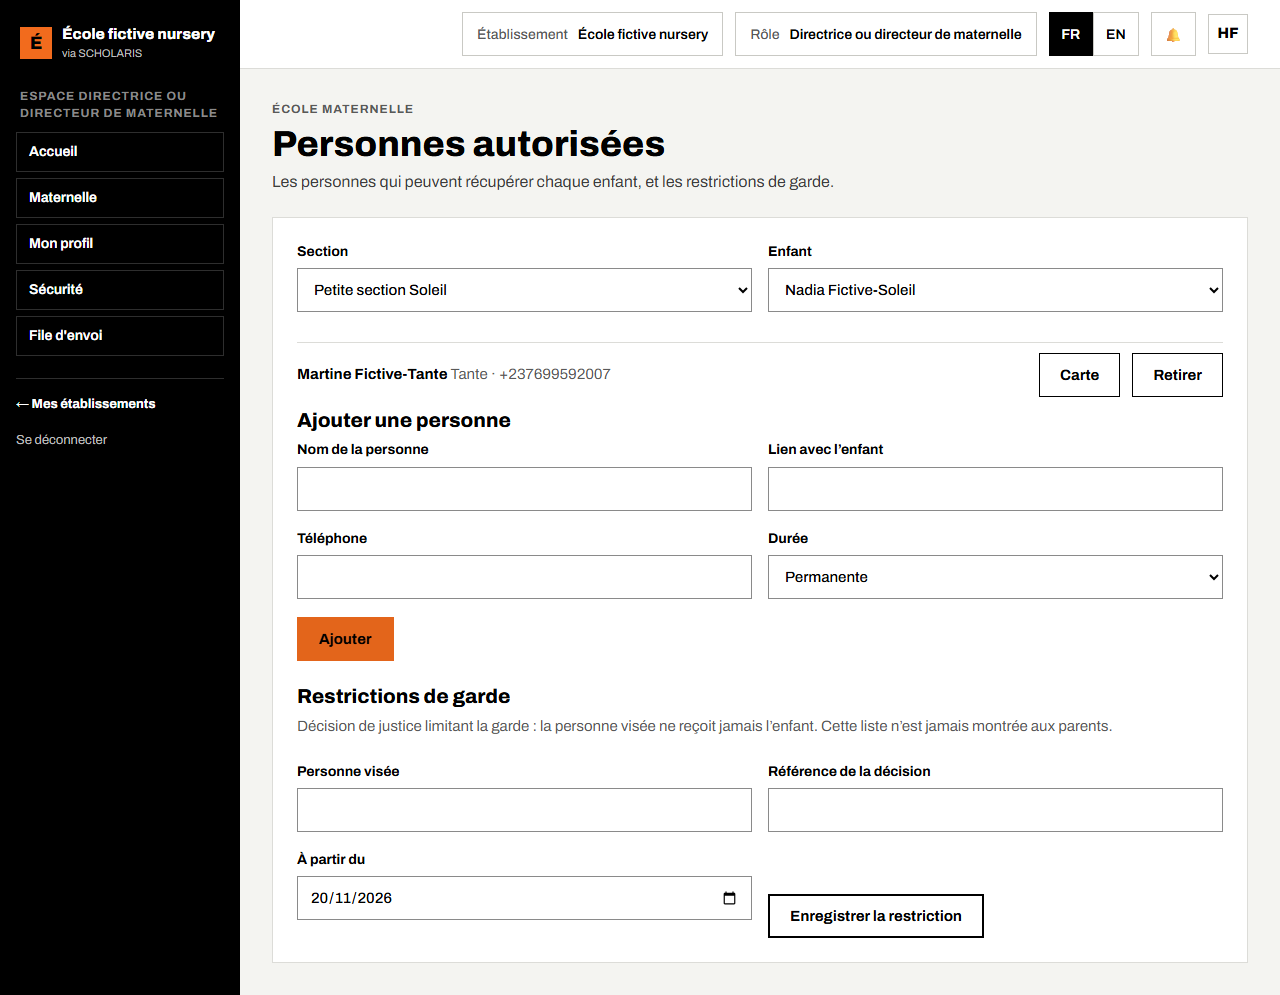 É
École fictive nursery
via SCHOLARIS
ESPACE DIRECTRICE OU
DIRECTEUR DE MATERNELLE
Accueil
Maternelle
Mon profil
Sécurité
File d'envoi
← Mes établissements
Se déconnecter
Établissement École fictive nursery
Rôle Directrice ou directeur de maternelle
FR EN
HF
ÉCOLE MATERNELLE
Personnes autorisées
Les personnes qui peuvent récupérer chaque enfant, et les restrictions de garde.
Section Enfant
Petite section Soleil Nadia Fictive-Soleil
Martine Fictive-Tante Tante · +237699592007 Carte Retirer
Ajouter une personne
Nom de la personne Lien avec l’enfant
Téléphone Durée
Permanente
Ajouter
Restrictions de garde
Décision de justice limitant la garde : la personne visée ne reçoit jamais l’enfant. Cette liste n’est jamais montrée aux parents.
Personne visée Référence de la décision
À partir du
20/11/2026
Enregistrer la restriction